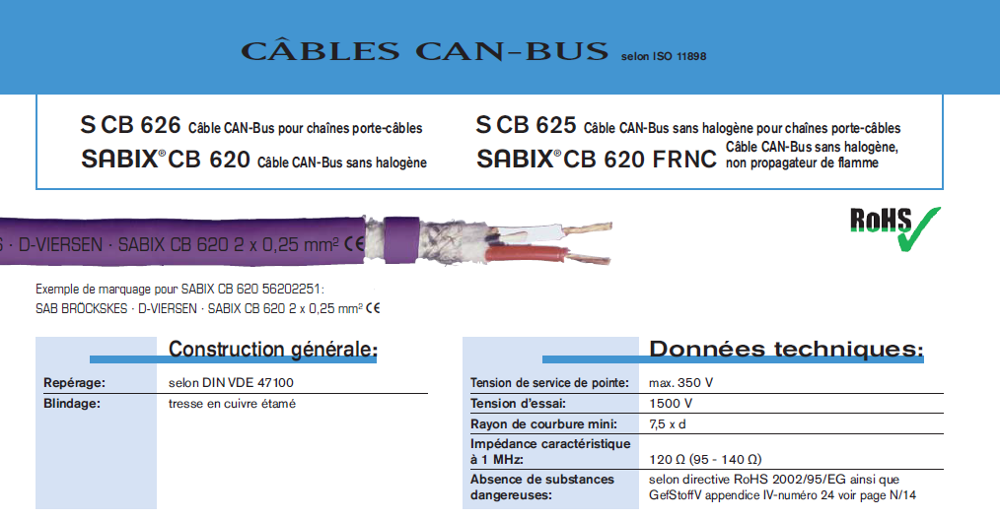 CÂBLES CAN-BUS selon ISO 11898
S CB 626 Câble CAN-Bus pour chaînes porte-câbles
SABIX® CB 620 Câble CAN-Bus sans halogène
S CB 625 Câble CAN-Bus sans halogène pour chaînes porte-câbles
SABIX® CB 620 FRNC Câble CAN-Bus sans halogène,
non propagateur de flamme
S · D-VIERSEN · SABIX CB 620 2 x 0,25 mm² CE
RoHS
Exemple de marquage pour SABIX CB 620 56202251:
SAB BRÖCKSKES · D-VIERSEN · SABIX CB 620 2 x 0,25 mm² CE
Construction générale:
Repérage: selon DIN VDE 47100
Blindage: tresse en cuivre étamé
Données techniques:
Tension de service de pointe: max. 350 V
Tension d'essai: 1500 V
Rayon de courbure mini: 7,5 x d
Impédance caractéristique
à 1 MHz: 120 Ω (95 - 140 Ω)
Absence de substances selon directive RoHS 2002/95/EG ainsi que
dangereuses: GefStoffV appendice IV-numéro 24 voir page N/14